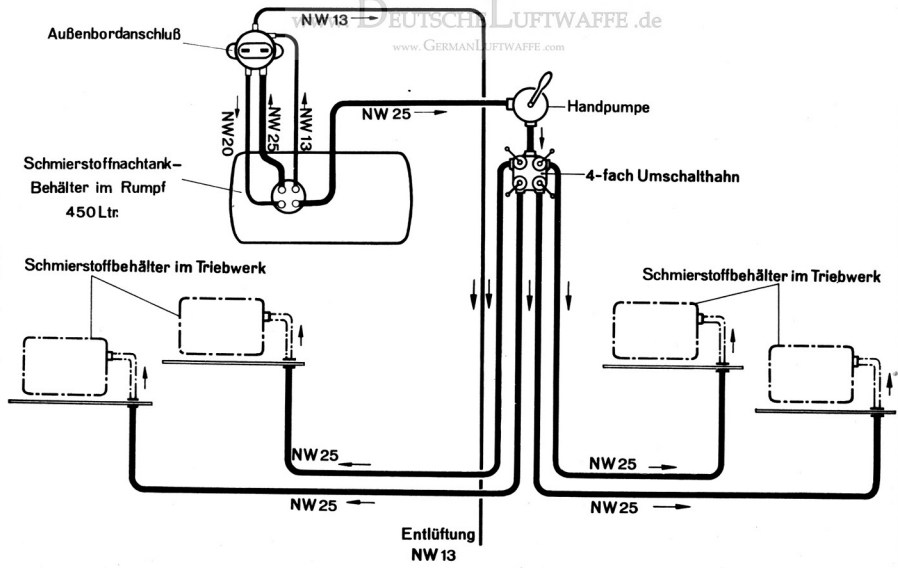 www.DEUTSCHELUFTWAFFE.de
www.GERMANLUFTWAFFE.com
NW 13
Außenbordanschluß
NW 20
NW 25
NW 13
NW 25
Handpumpe
Schmierstoffnachtank-
Behälter im Rumpf
450 Ltr.
4-fach Umschalthahn
Schmierstoffbehälter im Triebwerk
Schmierstoffbehälter im Triebwerk
NW 25
NW 25
NW 25
NW 25
Entlüftung
NW 13